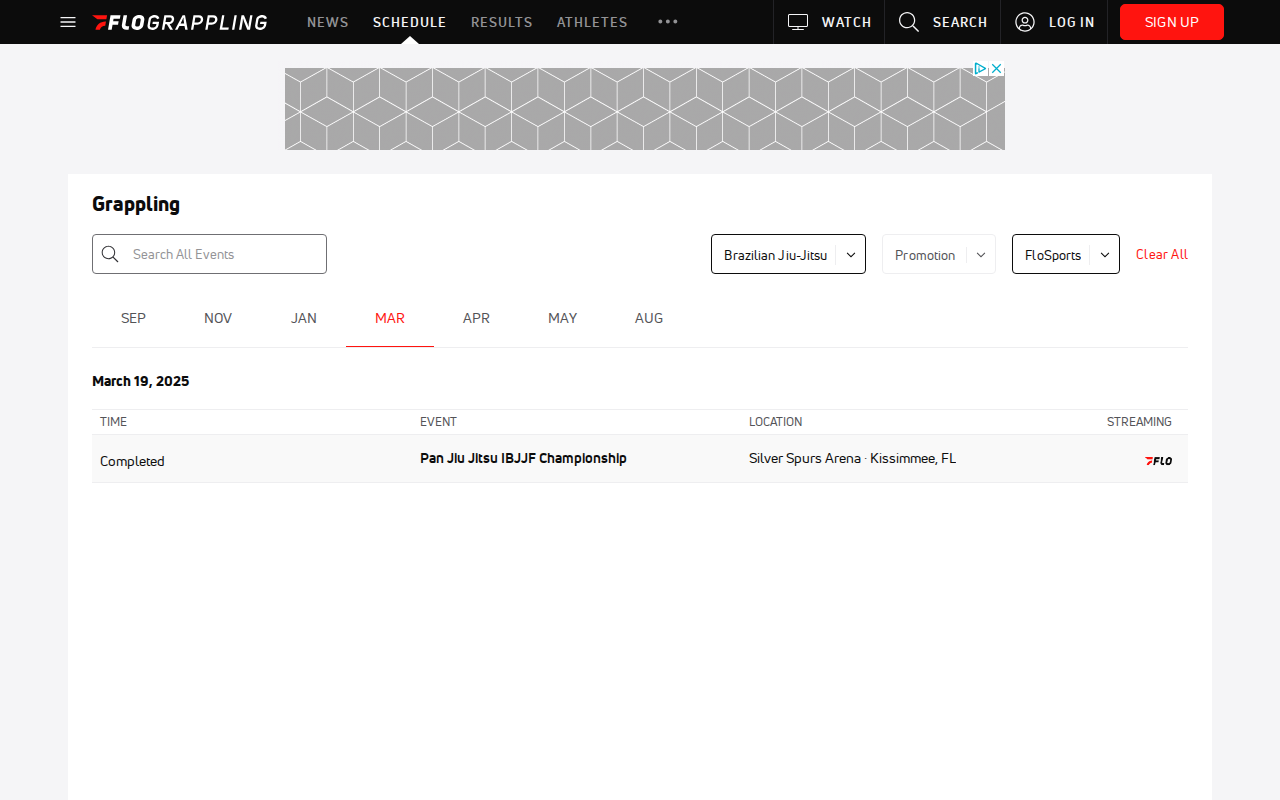 FLOGRAPPLING NEWS SCHEDULE RESULTS ATHLETES WATCH SEARCH LOG IN SIGN UP
Grappling
Search All Events Brazilian Jiu-Jitsu Promotion FloSports Clear All
SEP NOV JAN MAR APR MAY AUG
March 19, 2025
TIME EVENT LOCATION STREAMING
Completed Pan Jiu Jitsu IBJJF Championship Silver Spurs Arena · Kissimmee, FL FLO